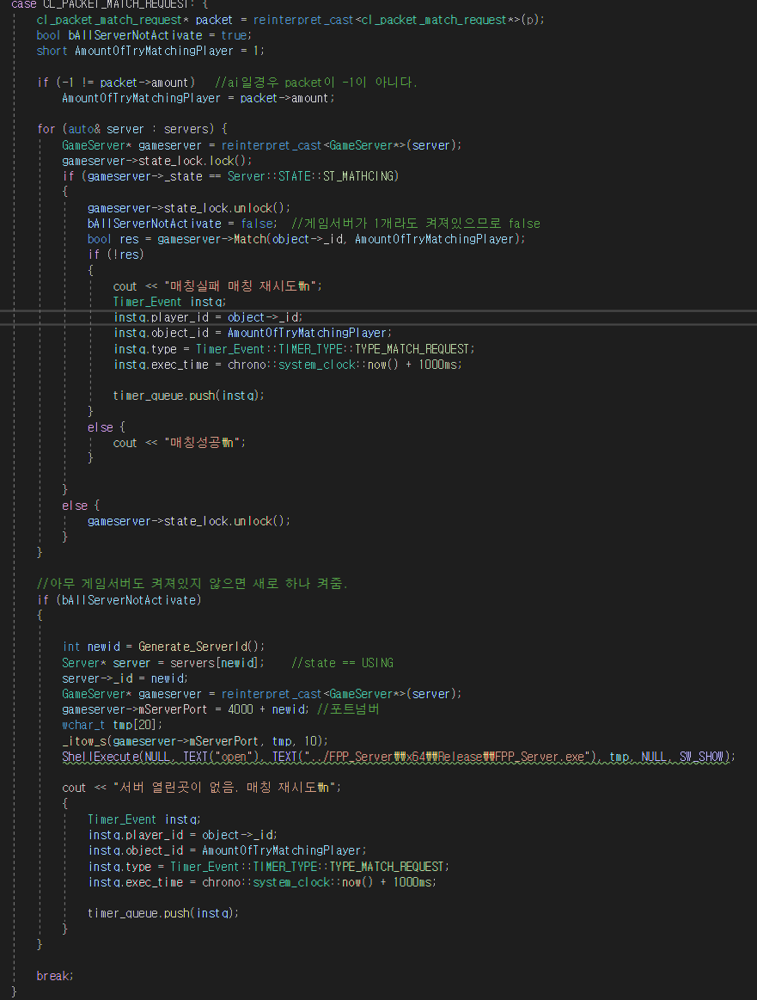 case CL_PACKET_MATCH_REQUEST: {
cl_packet_match_request* packet = reinterpret_cast<cl_packet_match_request*>(p);
bool bAllServerNotActivate = true;
short AmountOfTryMatchingPlayer = 1;
if (-1 != packet->amount) //ai일경우 packet이 -1이 아니다.
AmountOfTryMatchingPlayer = packet->amount;
for (auto& server : servers) {
GameServer* gameserver = reinterpret_cast<GameServer*>(server);
gameserver->state_lock.lock();
if (gameserver->_state == Server::STATE::ST_MATHCING)
{
gameserver->state_lock.unlock();
bAllServerNotActivate = false; //게임서버가 1개라도 켜져있으므로 false
bool res = gameserver->Match(object->_id, AmountOfTryMatchingPlayer);
if (!res)
{
cout << "매칭실패 매칭 재시도₩n";
Timer_Event instq;
instq.player_id = object->_id;
instq.object_id = AmountOfTryMatchingPlayer;
instq.type = Timer_Event::TIMER_TYPE::TYPE_MATCH_REQUEST;
instq.exec_time = chrono::system_clock::now() + 1000ms;
timer_queue.push(instq);
}
else {
cout << "매칭성공₩n";
}
}
else {
gameserver->state_lock.unlock();
}
}
//아무 게임서버도 켜져있지 않으면 새로 하나 켜줌.
if (bAllServerNotActivate)
{
int newid = Generate_ServerId();
Server* server = servers[newid]; //state == USING
server->_id = newid;
GameServer* gameserver = reinterpret_cast<GameServer*>(server);
gameserver->mServerPort = 4000 + newid; //포트넘버
wchar_t tmp[20];
_itow_s(gameserver->mServerPort, tmp, 10);
ShellExecute(NULL, TEXT("open"), TEXT("../FPP_Server₩₩x64₩₩Release₩₩FPP_Server.exe"), tmp, NULL, SW_SHOW);
cout << "서버 열린곳이 없음. 매칭 재시도₩n";
{
Timer_Event instq;
instq.player_id = object->_id;
instq.object_id = AmountOfTryMatchingPlayer;
instq.type = Timer_Event::TIMER_TYPE::TYPE_MATCH_REQUEST;
instq.exec_time = chrono::system_clock::now() + 1000ms;
timer_queue.push(instq);
}
}
break;
}